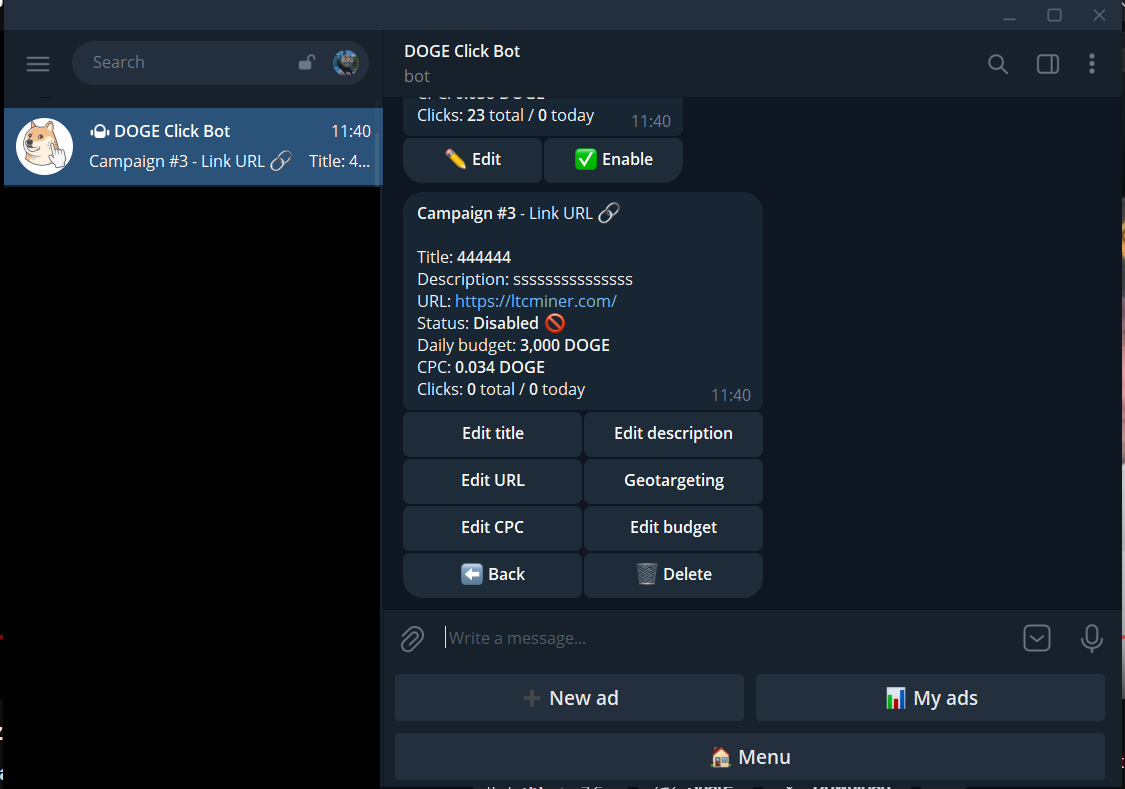 Search
DOGE Click Bot
11:40
Campaign #3 - Link URL
Title: 4...
DOGE Click Bot
bot
Clicks: 23 total / 0 today
11:40
Edit
Enable
Campaign #3 - Link URL
Title: 444444
Description: sssssssssssssss
URL: https://ltcminer.com/
Status: Disabled
Daily budget: 3,000 DOGE
CPC: 0.034 DOGE
Clicks: 0 total / 0 today
11:40
Edit title
Edit description
Edit URL
Geotargeting
Edit CPC
Edit budget
Back
Delete
Write a message...
New ad
My ads
Menu